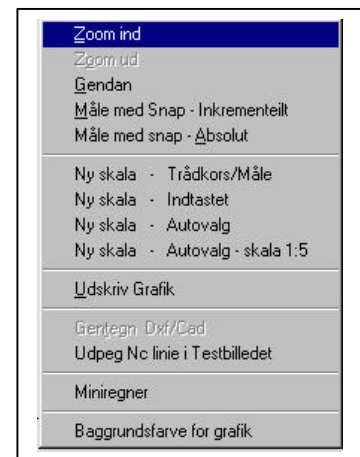 Zoom ind
Zoom ud
Gendan
Måle med Snap - Inkrementeilt
Måle med snap - Absolut
Ny skala - Trådkors/Måle
Ny skala - Indtastet
Ny skala - Autovalg
Ny skala - Autovalg - skala 1:5
Udskriv Grafik
Gentegn Dxf/Cad
Udpeg Nc linie i Testbilledet
Miniregner
Baggrundsfarve for grafik